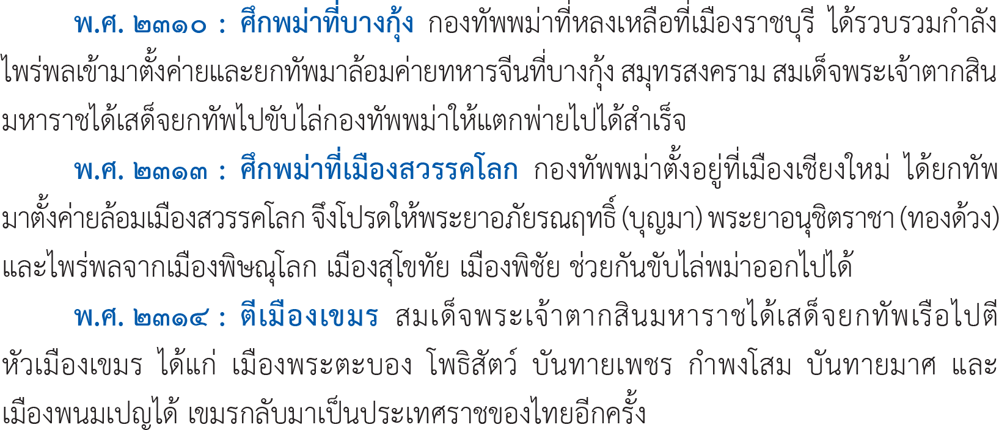 พ.ศ. ๒๓๑๐ : ศึกพม่าที่บางกุ้ง กองทัพพม่าที่หลงเหลือที่เมืองราชบุรี ได้รวบรวมกำลัง
ไพร่พลเข้ามาตั้งค่ายและยกทัพมาล้อมค่ายทหารจีนที่บางกุ้ง สมุทรสงคราม สมเด็จพระเจ้าตากสิน
มหาราชได้เสด็จยกทัพไปขับไล่กองทัพพม่าให้แตกพ่ายไปได้สำเร็จ
พ.ศ. ๒๓๑๓ : ศึกพม่าที่เมืองสวรรคโลก กองทัพพม่าตั้งอยู่ที่เมืองเชียงใหม่ ได้ยกทัพ
มาตั้งค่ายล้อมเมืองสวรรคโลก จึงโปรดให้พระยาอภัยรณฤทธิ์ (บุญมา) พระยาอนุชิตราชา (ทองด้วง)
และไพร่พลจากเมืองพิษณุโลก เมืองสุโขทัย เมืองพิชัย ช่วยกันขับไล่พม่าออกไปได้
พ.ศ. ๒๓๑๔ : ตีเมืองเขมร สมเด็จพระเจ้าตากสินมหาราชได้เสด็จยกทัพเรือไปตี
หัวเมืองเขมร ได้แก่ เมืองพระตะบอง โพธิสัตว์ บันทายเพชร กำพงโสม บันทายมาศ และ
เมืองพนมเปญได้ เขมรกลับมาเป็นประเทศราชของไทยอีกครั้ง